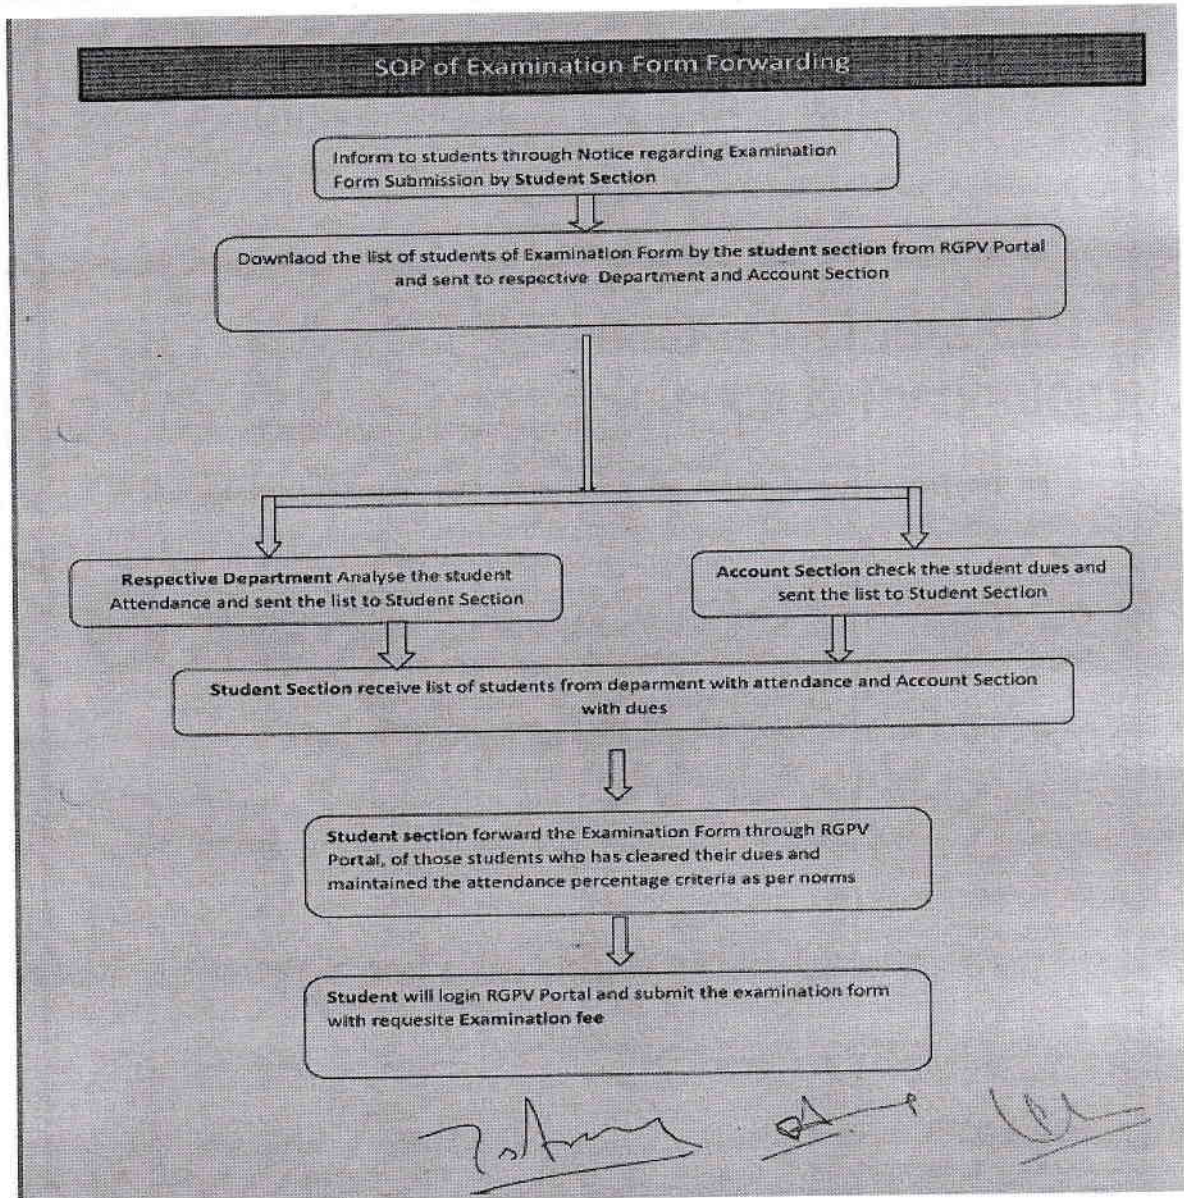 SOP of Examination Form Forwarding
Inform to students through Notice regarding Examination
Form Submission by Student Section
Downlaod the list of students of Examination Form by the student section from RGPV Portal
and sent to respective Department and Account Section
Respective Department Analyse the student
Attendance and sent the list to Student Section
Account Section check the student dues and
sent the list to Student Section
Student Section receive list of students from deparment with attendance and Account Section
with dues
Student section forward the Examination Form through RGPV
Portal, of those students who has cleared their dues and
maintained the attendance percentage criteria as per norms
Student will login RGPV Portal and submit the examination form
with requesite Examination fee